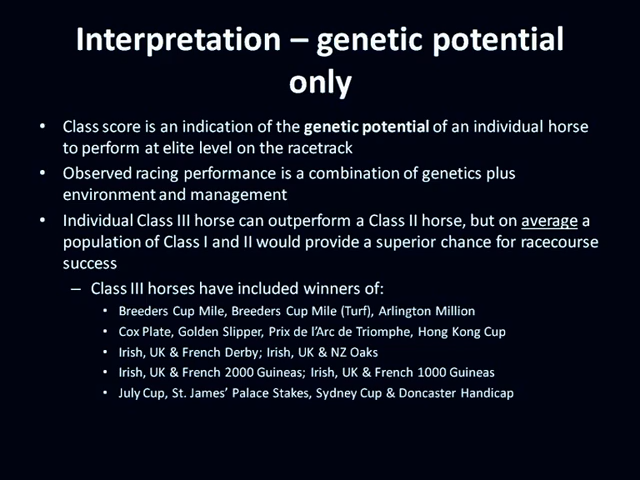 Interpretation – genetic potential
only
• Class score is an indication of the genetic potential of an individual horse
to perform at elite level on the racetrack
• Observed racing performance is a combination of genetics plus
environment and management
• Individual Class III horse can outperform a Class II horse, but on average a
population of Class I and II would provide a superior chance for racecourse
success
– Class III horses have included winners of:
• Breeders Cup Mile, Breeders Cup Mile (Turf), Arlington Million
• Cox Plate, Golden Slipper, Prix de l’Arc de Triomphe, Hong Kong Cup
• Irish, UK & French Derby; Irish, UK & NZ Oaks
• Irish, UK & French 2000 Guineas; Irish, UK & French 1000 Guineas
• July Cup, St. James’ Palace Stakes, Sydney Cup & Doncaster Handicap